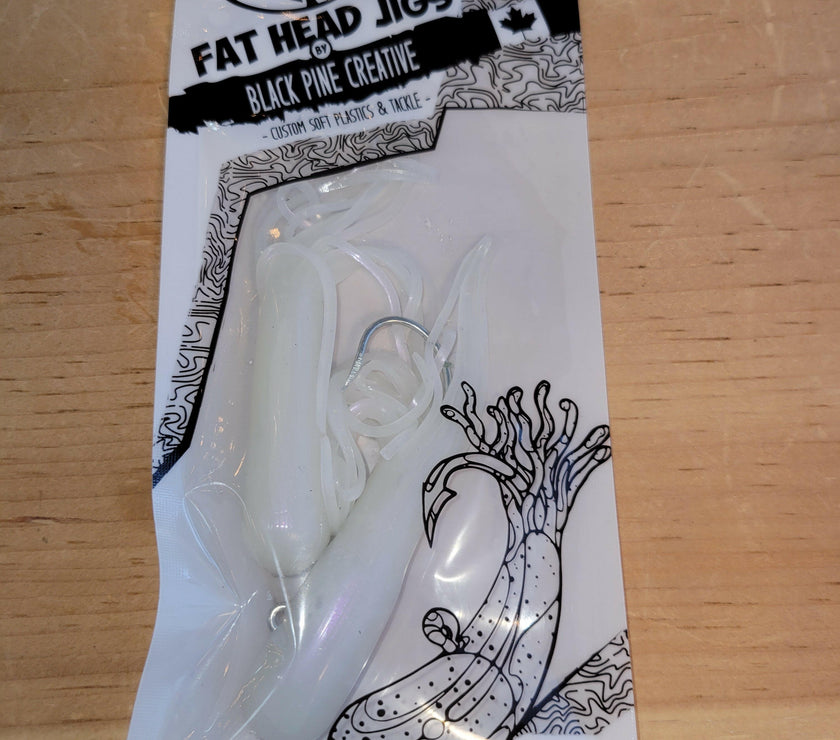 FAT HEAD JIGS
BY
BLACK PINE CREATIVE
- CUSTOM SOFT PLASTICS & TACKLE -